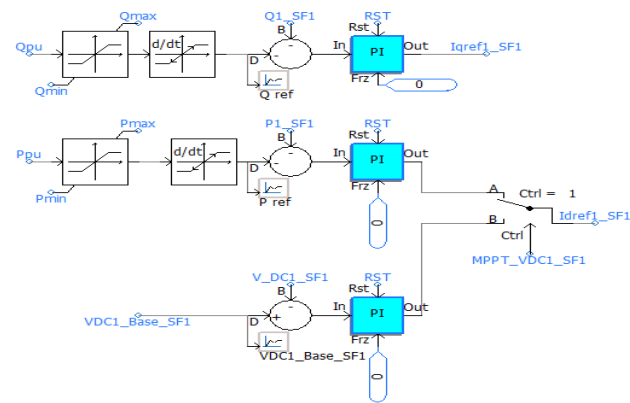 Qmax
Q1_SF1
RST
B
Rst
Qpu
d/dt
D
In
PI
Out
Iqref1_SF1
Qmin
Frz
0
Q ref
Pmax
P1_SF1
RST
B
Rst
Ppu
d/dt
D
In
PI
Out
Pmin
Frz
0
P ref
A
Ctrl = 1
Idref1_SF1
B
Ctrl
MPPT_VDC1_SF1
V_DC1_SF1
RST
B
Rst
VDC1_Base_SF1
D
In
PI
Out
Frz
0
VDC1_Base_SF1